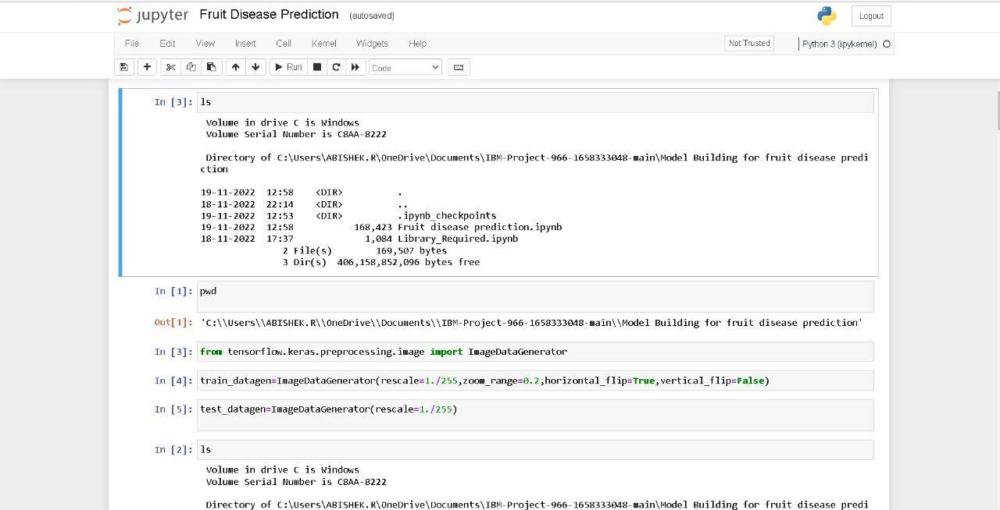 jupyter Fruit Disease Prediction (autosaved) Logout
File Edit View Insert Cell Kernel Widgets Help Not Trusted Python 3 (ipykernel)
Run Code
In [3]: ls
Volume in drive C is Windows
Volume Serial Number is C8AA-8222
Directory of C:\Users\ABISHEK.R\OneDrive\Documents\IBM-Project-966-1658333048-main\Model Building for fruit disease predi
ction
19-11-2022 12:58 <DIR> .
18-11-2022 22:14 <DIR> ..
19-11-2022 12:53 <DIR> .ipynb_checkpoints
19-11-2022 12:58 168,423 Fruit disease prediction.ipynb
18-11-2022 17:37 1,084 Library_Required.ipynb
2 File(s) 169,507 bytes
3 Dir(s) 406,158,852,096 bytes free
In [1]: pwd
Out[1]: 'C:\\Users\\ABISHEK.R\\OneDrive\\Documents\\IBM-Project-966-1658333048-main\\Model Building for fruit disease prediction'
In [3]: from tensorflow.keras.preprocessing.image import ImageDataGenerator
In [4]: train_datagen=ImageDataGenerator(rescale=1./255,zoom_range=0.2,horizontal_flip=True,vertical_flip=False)
In [5]: test_datagen=ImageDataGenerator(rescale=1./255)
In [2]: ls
Volume in drive C is Windows
Volume Serial Number is C8AA-8222
Directory of C:\Users\ABISHEK.R\OneDrive\Documents\IBM-Project-966-1658333048-main\Model Building for fruit disease predi